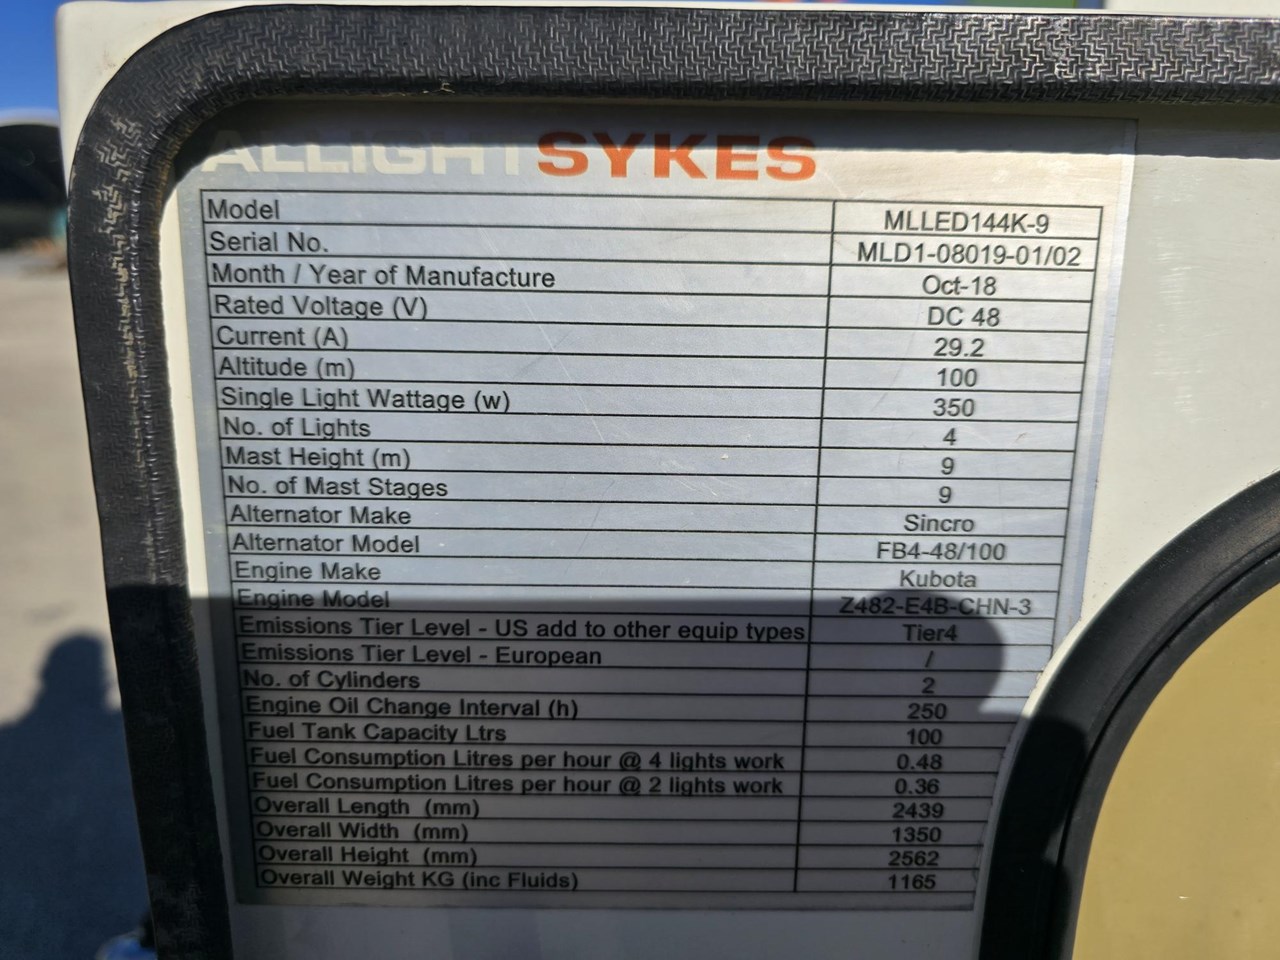 ALLIGHTSYKES
Model MLLED144K-9
Serial No. MLD1-08019-01/02
Month / Year of Manufacture Oct-18
Rated Voltage (V) DC 48
Current (A) 29.2
Altitude (m) 100
Single Light Wattage (w) 350
No. of Lights 4
Mast Height (m) 9
No. of Mast Stages 9
Alternator Make Sincro
Alternator Model FB4-48/100
Engine Make Kubota
Engine Model Z482-E4B-CHN-3
Emissions Tier Level - US add to other equip types Tier4
Emissions Tier Level - European /
No. of Cylinders 2
Engine Oil Change Interval (h) 250
Fuel Tank Capacity Ltrs 100
Fuel Consumption Litres per hour @ 4 lights work 0.48
Fuel Consumption Litres per hour @ 2 lights work 0.36
Overall Length (mm) 2439
Overall Width (mm) 1350
Overall Height (mm) 2562
Overall Weight KG (inc Fluids) 1165